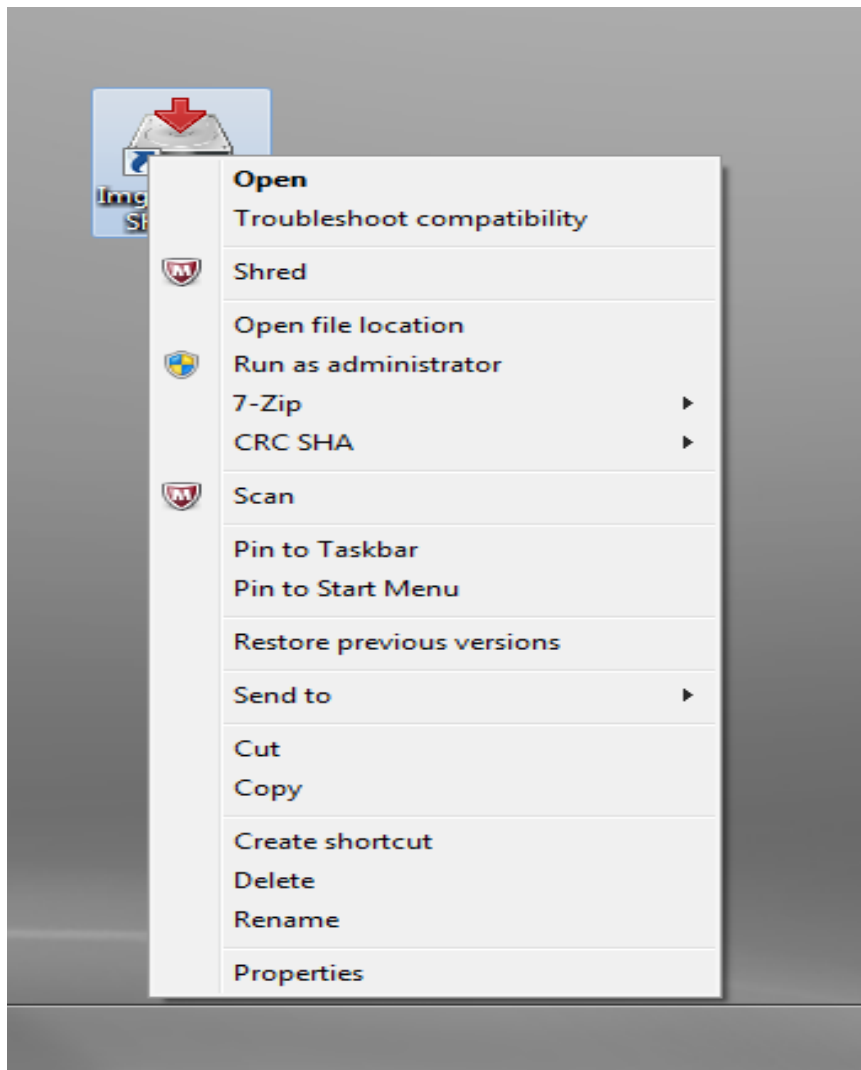 Open
Troubleshoot compatibility
Shred
Open file location
Run as administrator
7-Zip
CRC SHA
Scan
Pin to Taskbar
Pin to Start Menu
Restore previous versions
Send to
Cut
Copy
Create shortcut
Delete
Rename
Properties